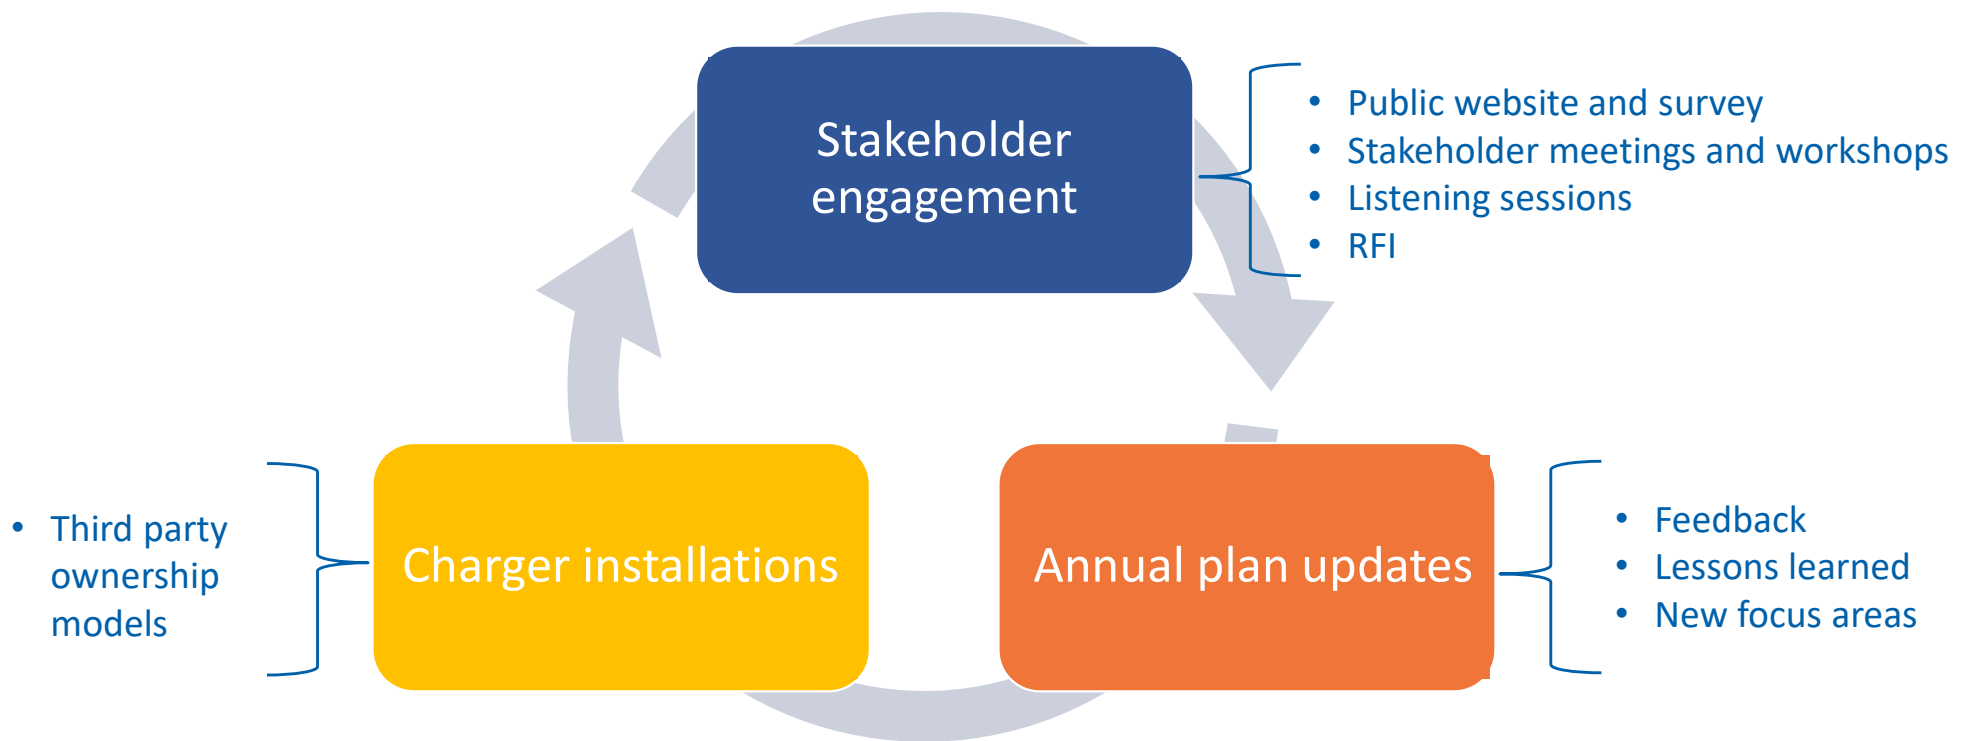 Stakeholder
engagement
• Public website and survey
• Stakeholder meetings and workshops
• Listening sessions
• RFI
• Third party
ownership
models
Charger installations
Annual plan updates
• Feedback
• Lessons learned
• New focus areas